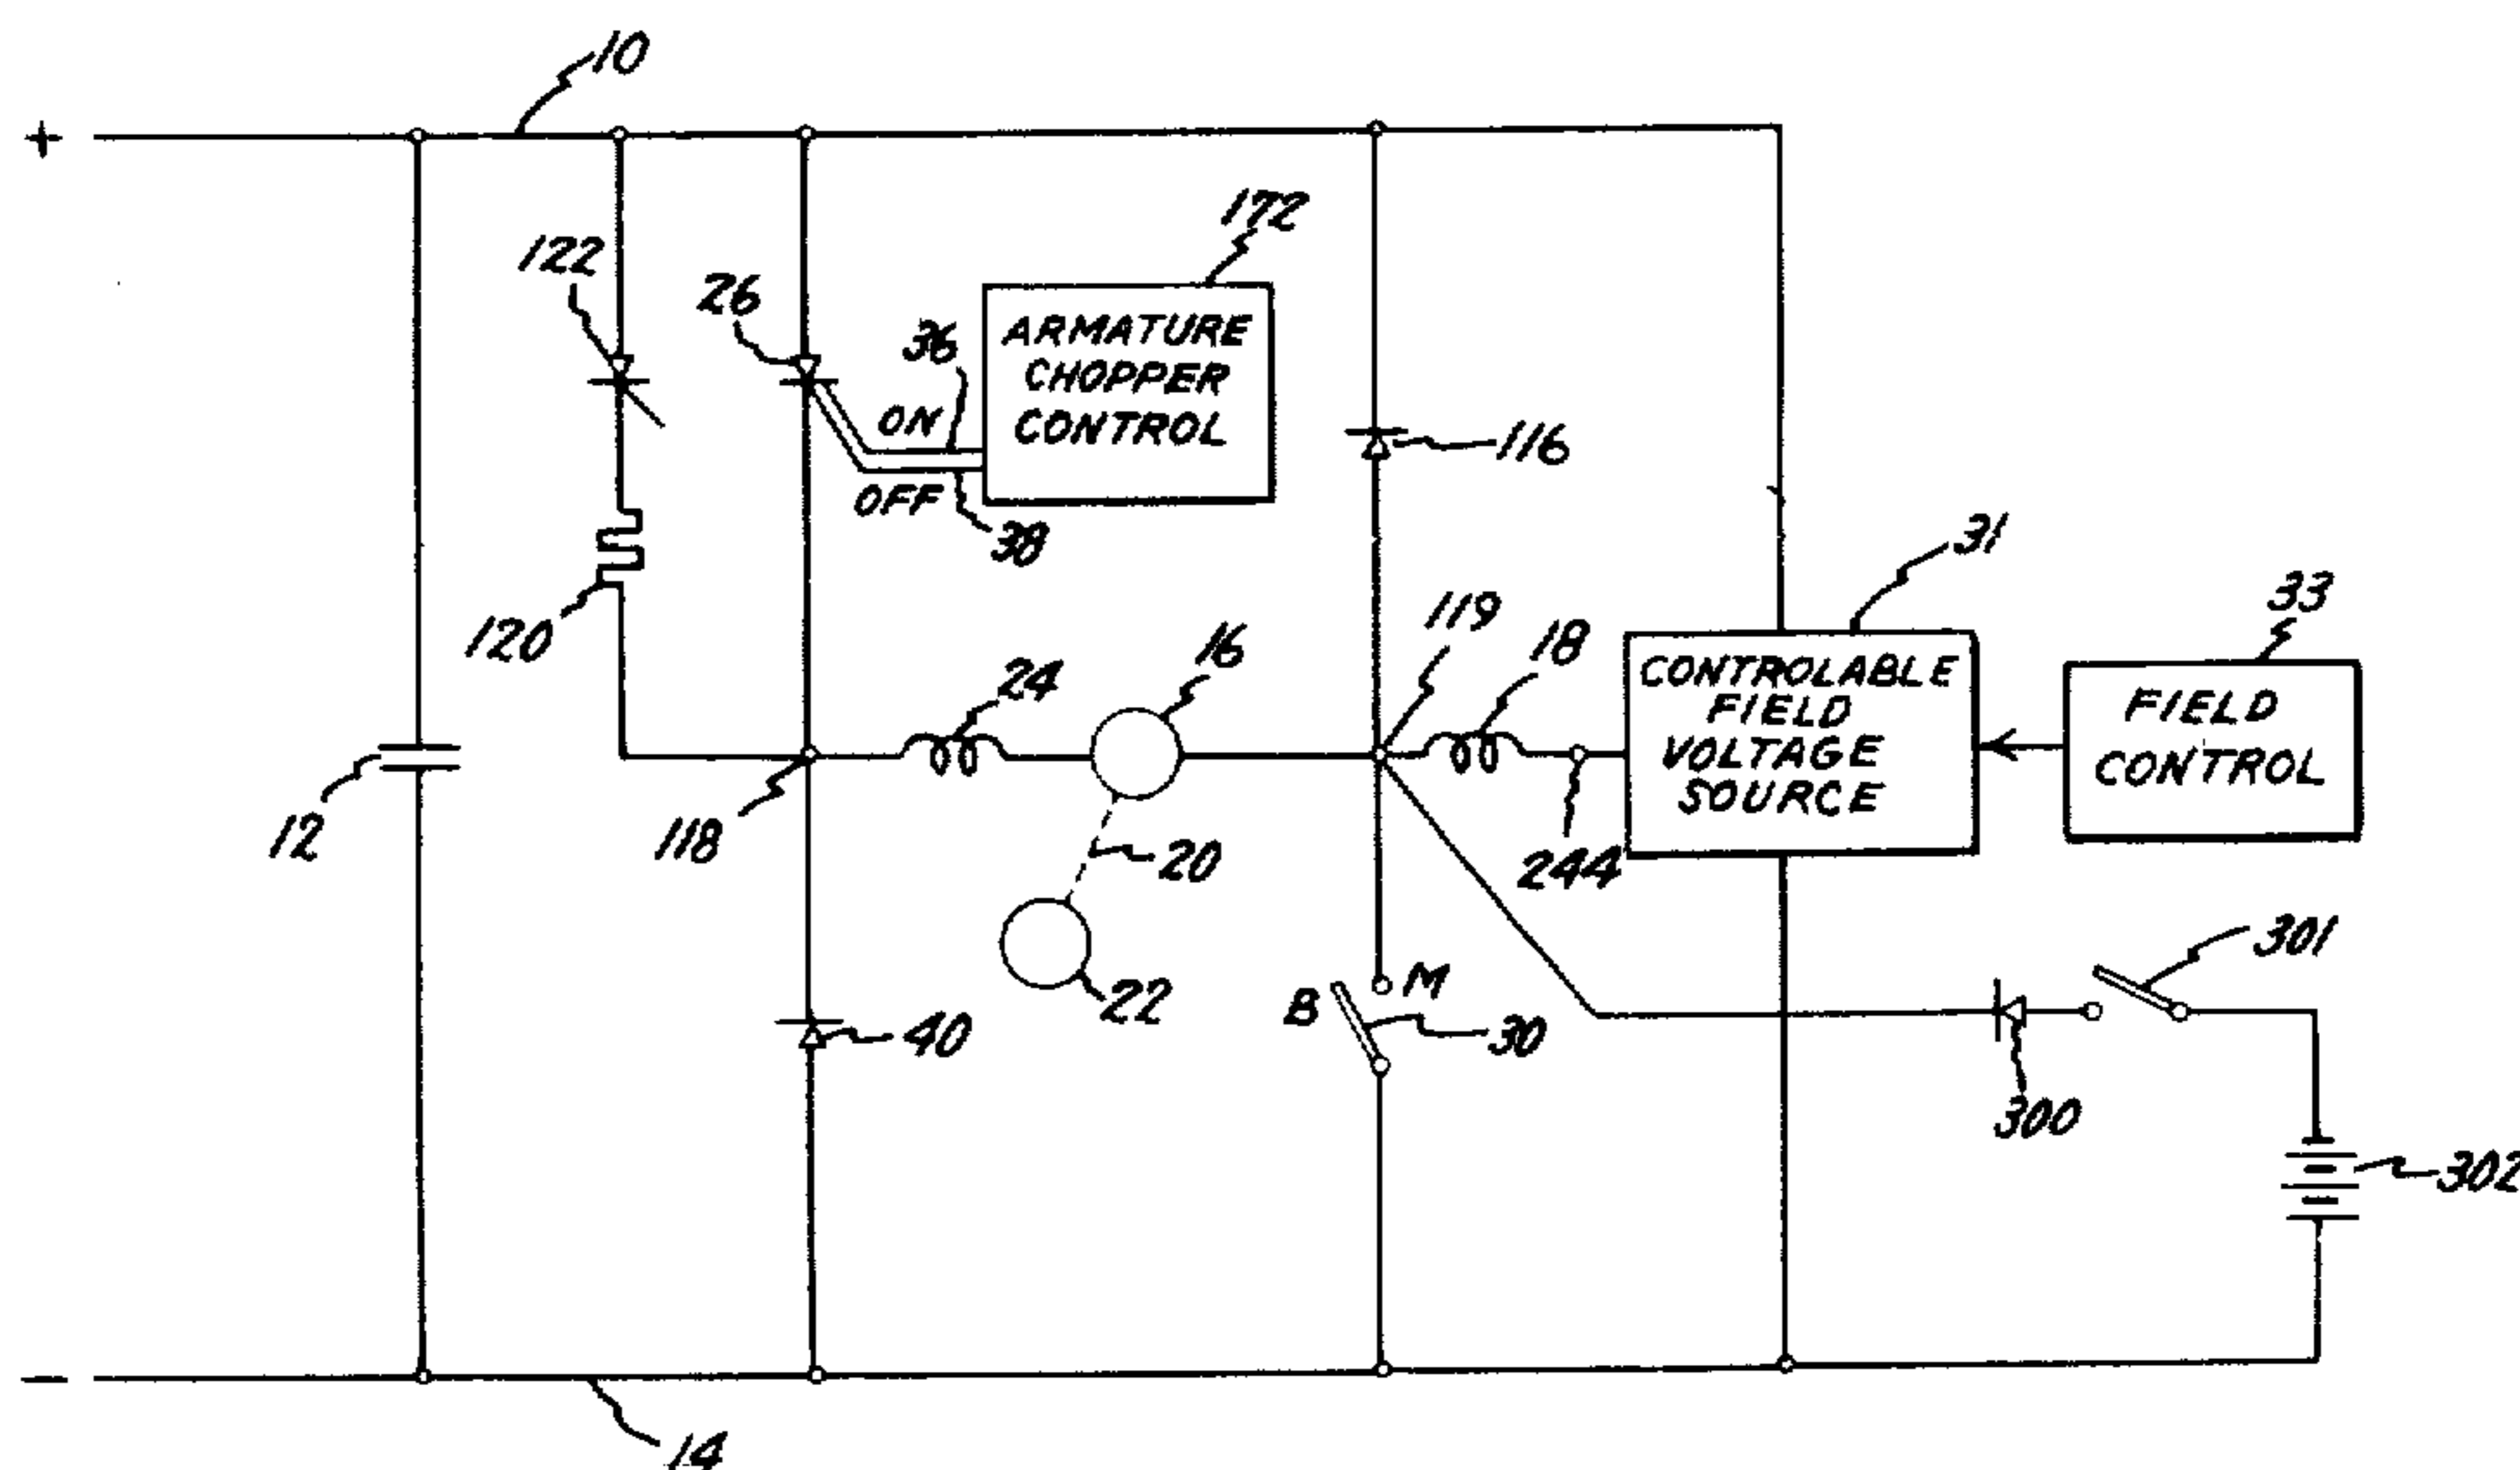 10
+
172
122
26
36
ARMATURE
CHOPPER
CONTROL
ON
OFF
38
116
31
33
119
18
120
24
16
CONTROLABLE
FIELD
VOLTAGE
SOURCE
FIELD
CONTROL
12
118
20
244
22
301
B
M
40
30
300
302
−
14